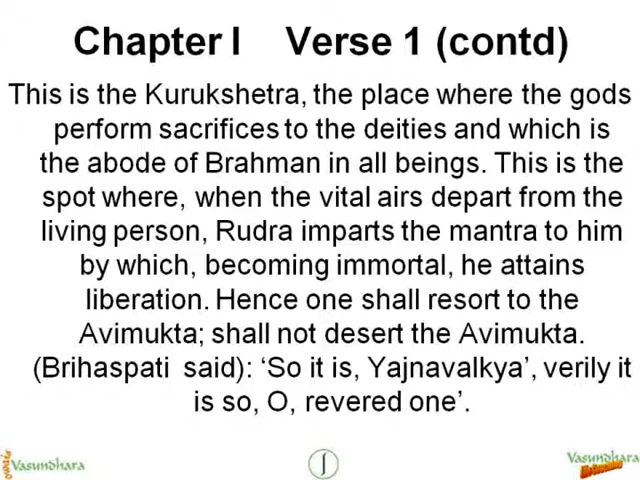 Chapter I Verse 1 (contd)
This is the Kurukshetra, the place where the gods
perform sacrifices to the deities and which is
the abode of Brahman in all beings. This is the
spot where, when the vital airs depart from the
living person, Rudra imparts the mantra to him
by which, becoming immortal, he attains
liberation. Hence one shall resort to the
Avimukta; shall not desert the Avimukta.
(Brihaspati said): ‘So it is, Yajnavalkya’, verily it
is so, O, revered one’.
Vasundhara
Vasundhara